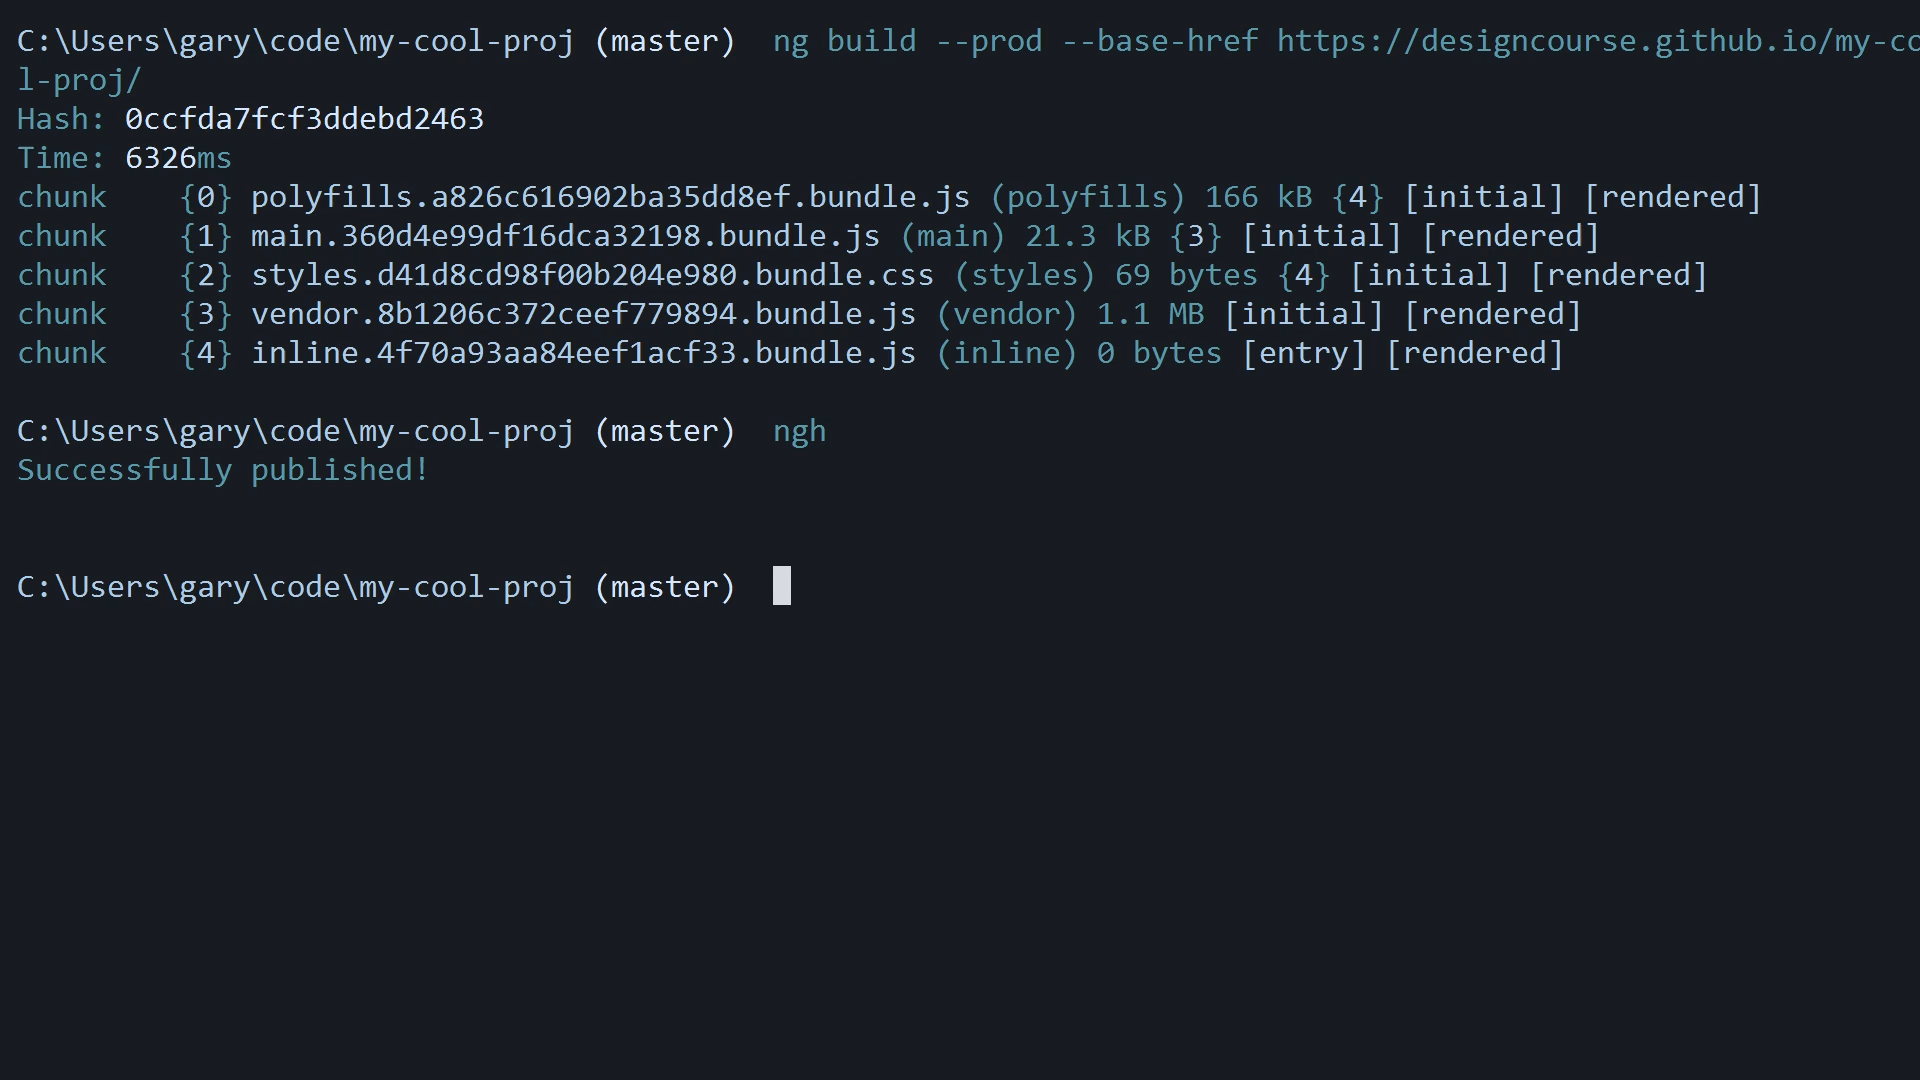 C:\Users\gary\code\my-cool-proj (master)  ng build --prod --base-href https://designcourse.github.io/my-co
l-proj/
Hash: 0ccfda7fcf3ddebd2463
Time: 6326ms
chunk    {0} polyfills.a826c616902ba35dd8ef.bundle.js (polyfills) 166 kB {4} [initial] [rendered]
chunk    {1} main.360d4e99df16dca32198.bundle.js (main) 21.3 kB {3} [initial] [rendered]
chunk    {2} styles.d41d8cd98f00b204e980.bundle.css (styles) 69 bytes {4} [initial] [rendered]
chunk    {3} vendor.8b1206c372ceef779894.bundle.js (vendor) 1.1 MB [initial] [rendered]
chunk    {4} inline.4f70a93aa84eef1acf33.bundle.js (inline) 0 bytes [entry] [rendered]
C:\Users\gary\code\my-cool-proj (master)  ngh
Successfully published!
C:\Users\gary\code\my-cool-proj (master)